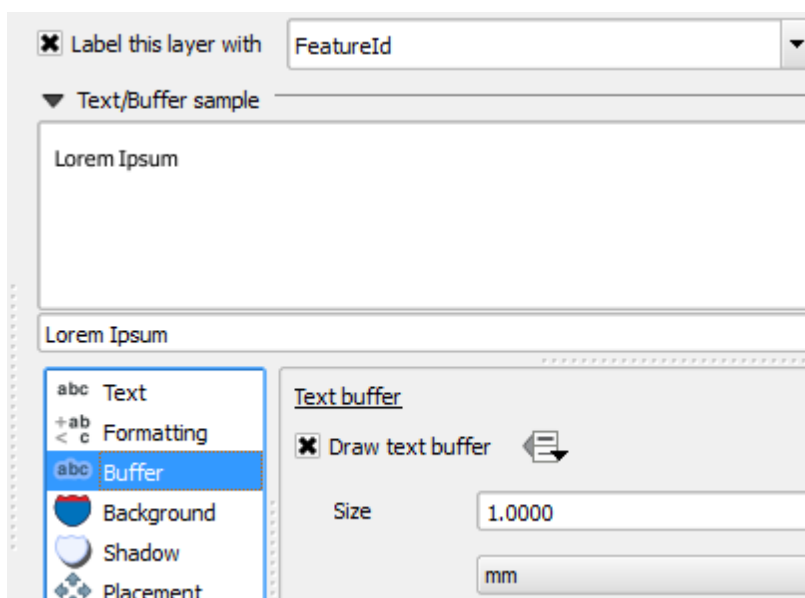 Label this layer with FeatureId
Text/Buffer sample
Lorem Ipsum
Lorem Ipsum
abc Text
+ab < c Formatting
abc Buffer
Background
Shadow
Placement
Text buffer
Draw text buffer
Size 1.0000
mm